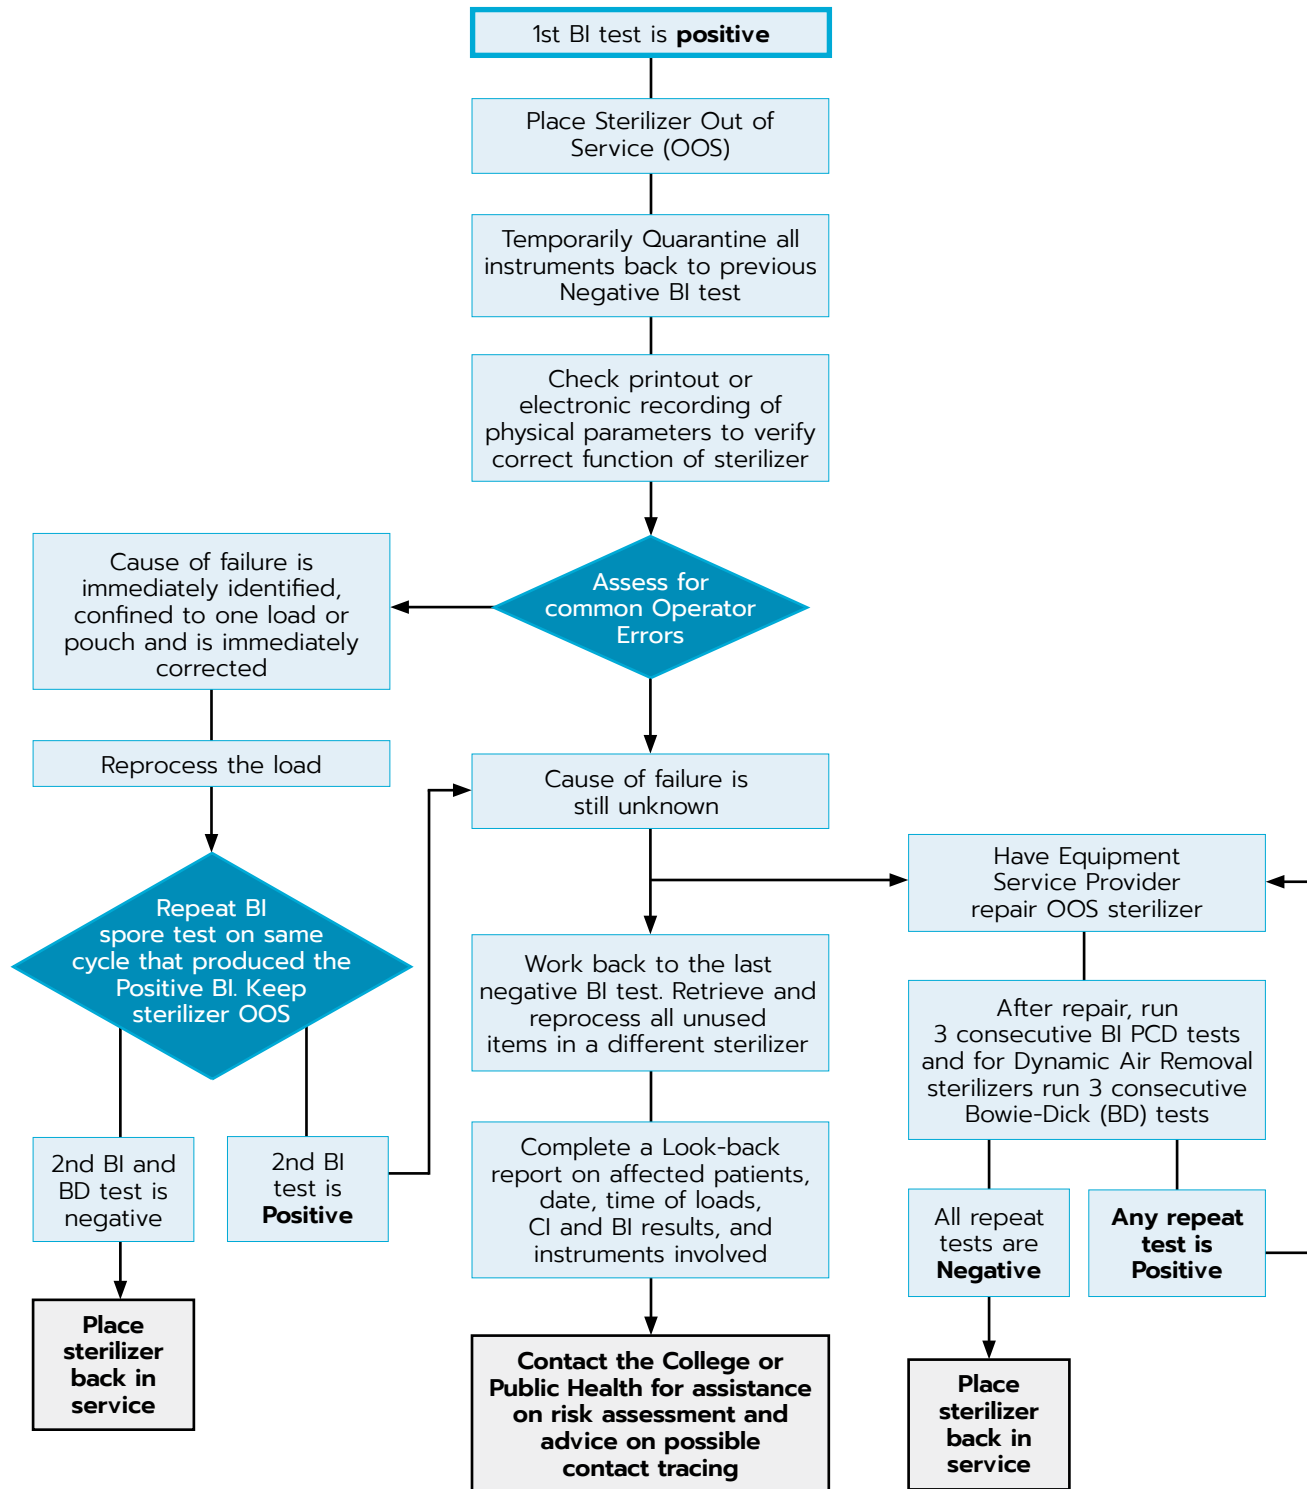 1st BI test is positive
Place Sterilizer Out of
Service (OOS)
Temporarily Quarantine all
instruments back to previous
Negative BI test
Check printout or
electronic recording of
physical parameters to verify
correct function of sterilizer
Assess for
common Operator
Errors
Cause of failure is
immediately identified,
confined to one load or
pouch and is immediately
corrected
Reprocess the load
Repeat BI
spore test on same
cycle that produced the
Positive BI. Keep
sterilizer OOS
2nd BI and
BD test is
negative
2nd BI
test is
Positive
Place
sterilizer
back in
service
Cause of failure is
still unknown
Work back to the last
negative BI test. Retrieve and
reprocess all unused
items in a different sterilizer
Complete a Look-back
report on affected patients,
date, time of loads,
CI and BI results, and
instruments involved
Contact the College or
Public Health for assistance
on risk assessment and
advice on possible
contact tracing
Have Equipment
Service Provider
repair OOS sterilizer
After repair, run
3 consecutive BI PCD tests
and for Dynamic Air Removal
sterilizers run 3 consecutive
Bowie-Dick (BD) tests
All repeat
tests are
Negative
Any repeat
test is
Positive
Place
sterilizer
back in
service